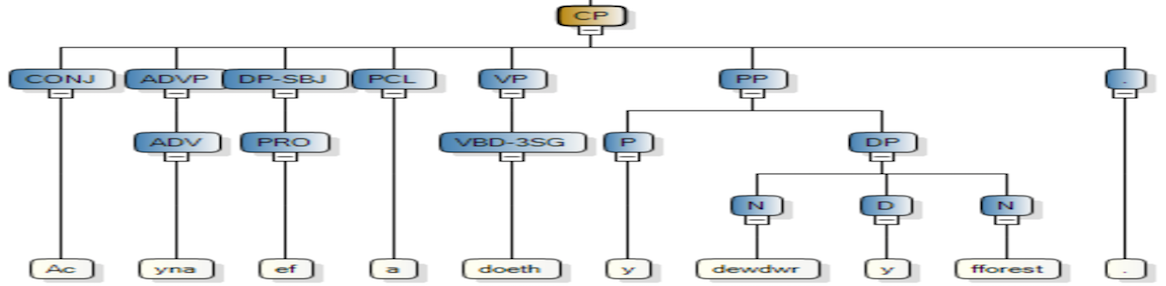 CP
CONJ ADVP DP-SBJ PCL VP PP .
ADV PRO VBD-3SG P DP
N D N
Ac yna ef a doeth y dewdwr y fforest .